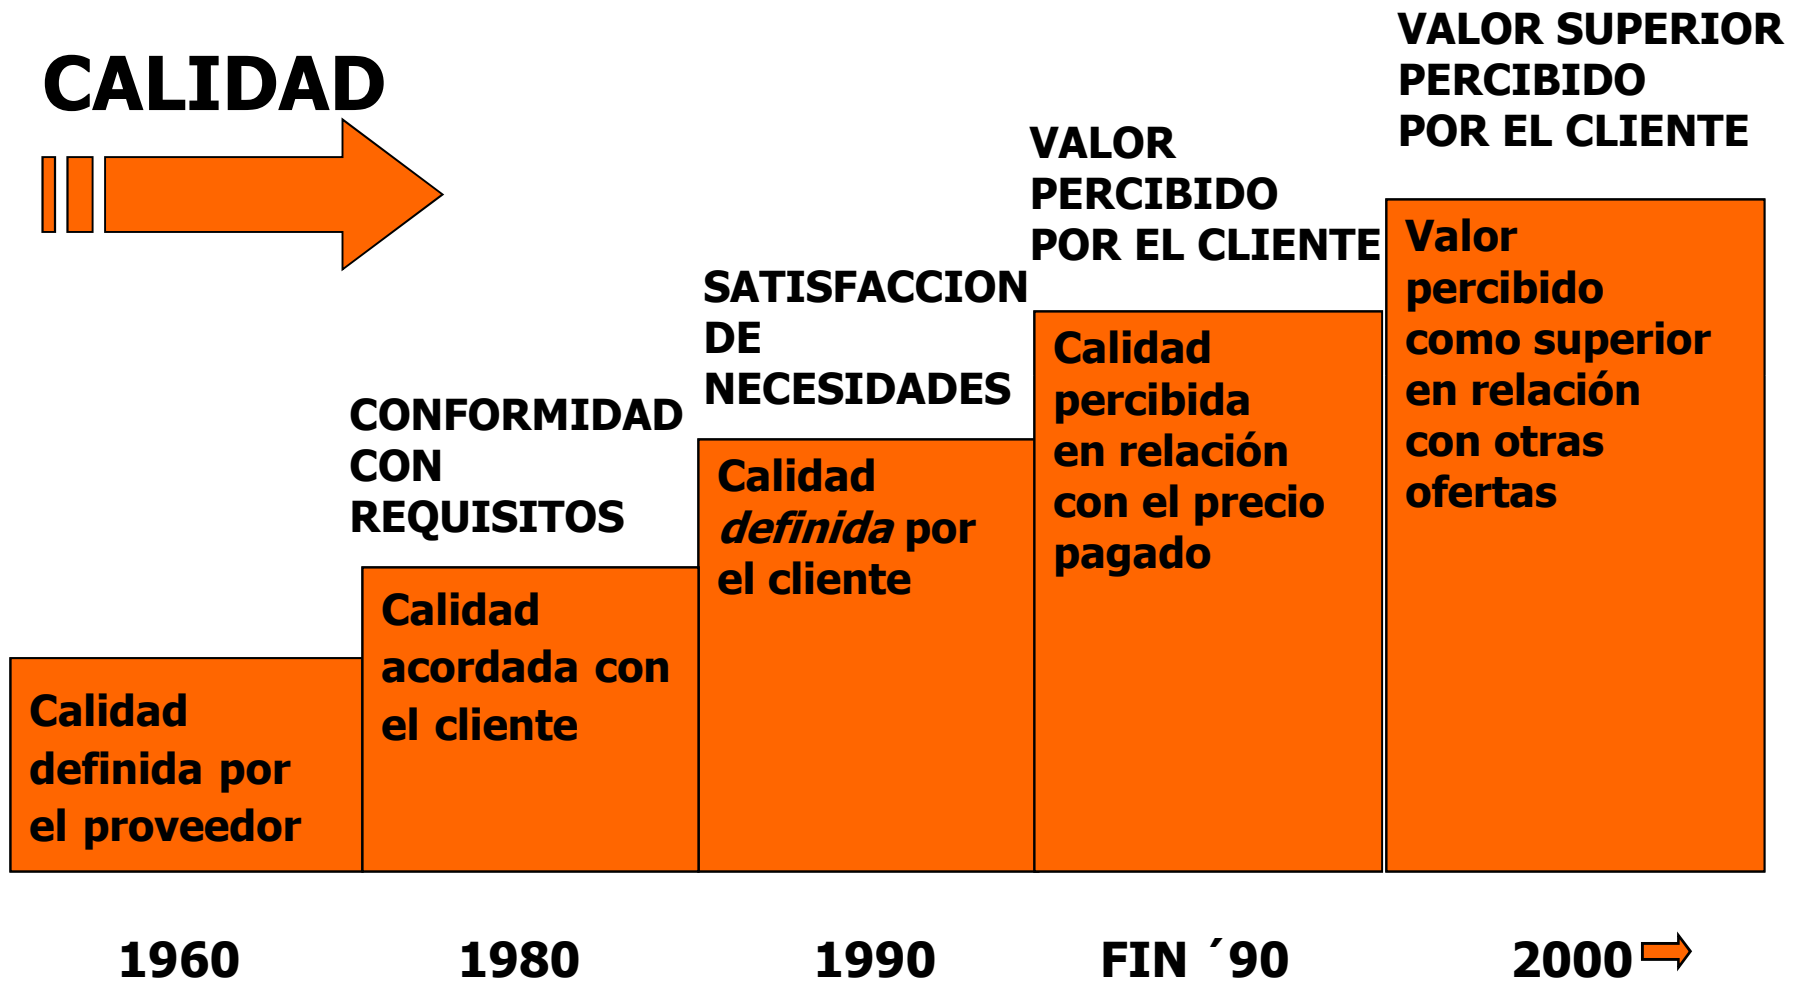 CALIDAD
CONFORMIDAD
CON
REQUISITOS
SATISFACCION
DE
NECESIDADES
VALOR
PERCIBIDO
POR EL CLIENTE
VALOR SUPERIOR
PERCIBIDO
POR EL CLIENTE
Calidad
definida por
el proveedor
Calidad
acordada con
el cliente
Calidad
definida por
el cliente
Calidad
percibida
en relación
con el precio
pagado
Valor
percibido
como superior
en relación
con otras
ofertas
1960
1980
1990
FIN ´90
2000